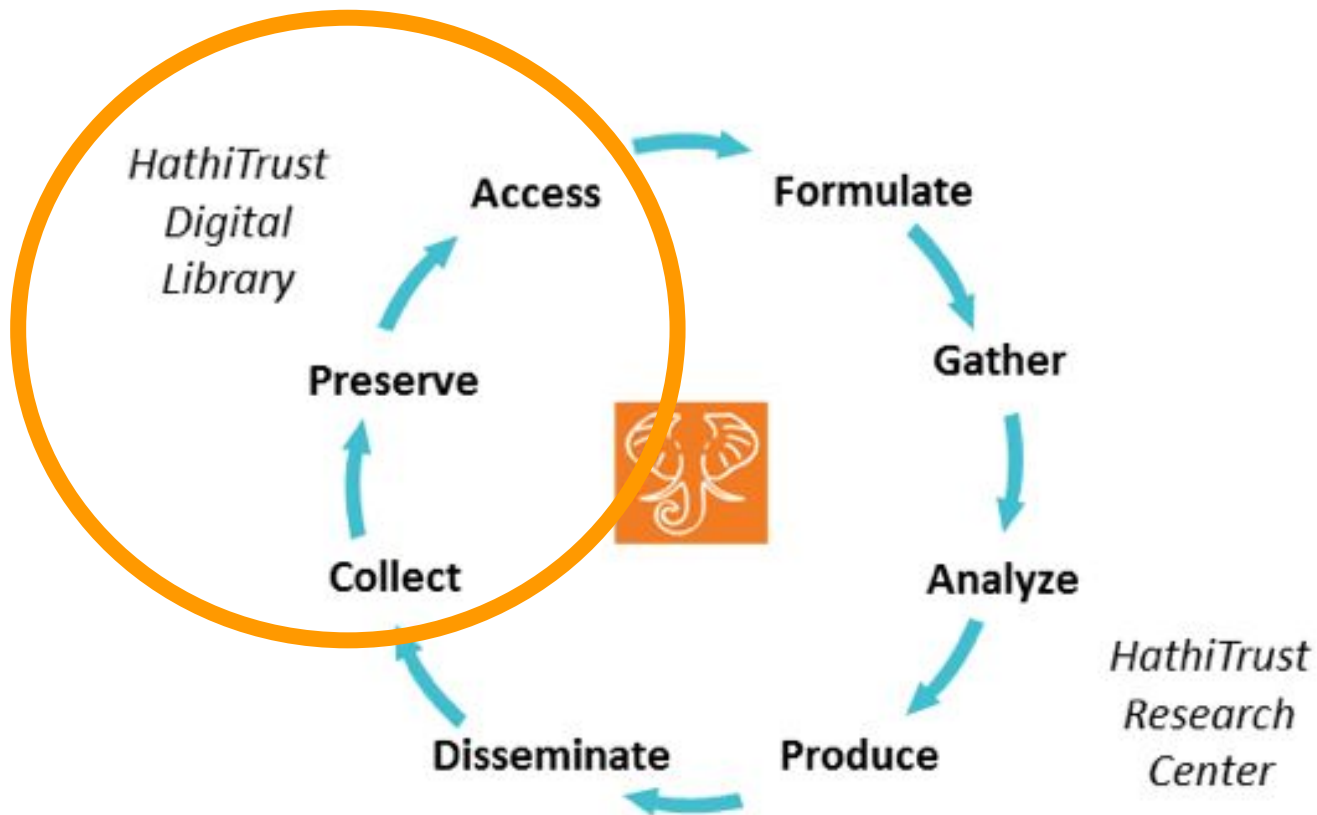 HathiTrust
Digital
Library
Access
Formulate
Gather
Analyze
Produce
Disseminate
Collect
Preserve
HathiTrust
Research
Center